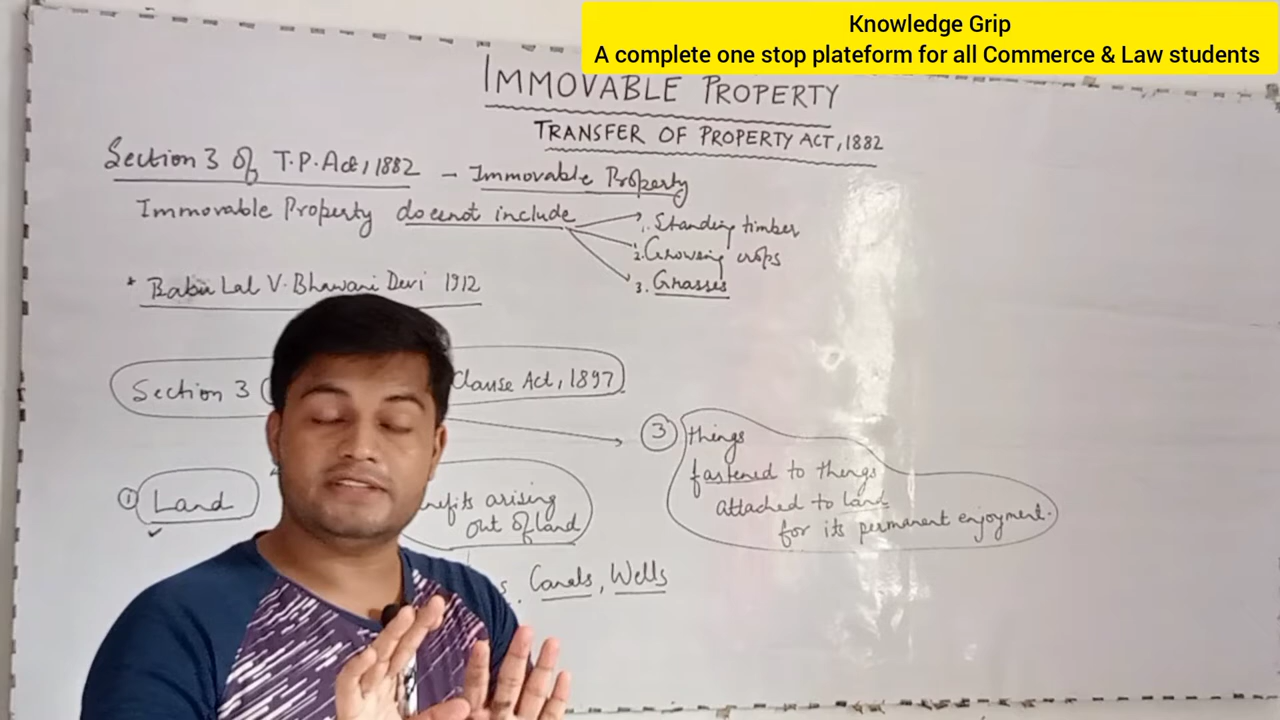 Knowledge Grip
A complete one stop plateform for all Commerce & Law students
IMMOVABLE PROPERTY
TRANSFER OF PROPERTY ACT, 1882
Section 3 of T.P. Act, 1882 - Immovable Property
Immovable Property doesnot include
1. Standing timber
2. Growing crops
3. Grasses
* Babu Lal V. Bhawani Devi 1912
Section 3 Clause Act, 1897
3 things
fastened to things
attached to land
for its permanent enjoyment.
1 Land
arising
out of land
Canals, Wells